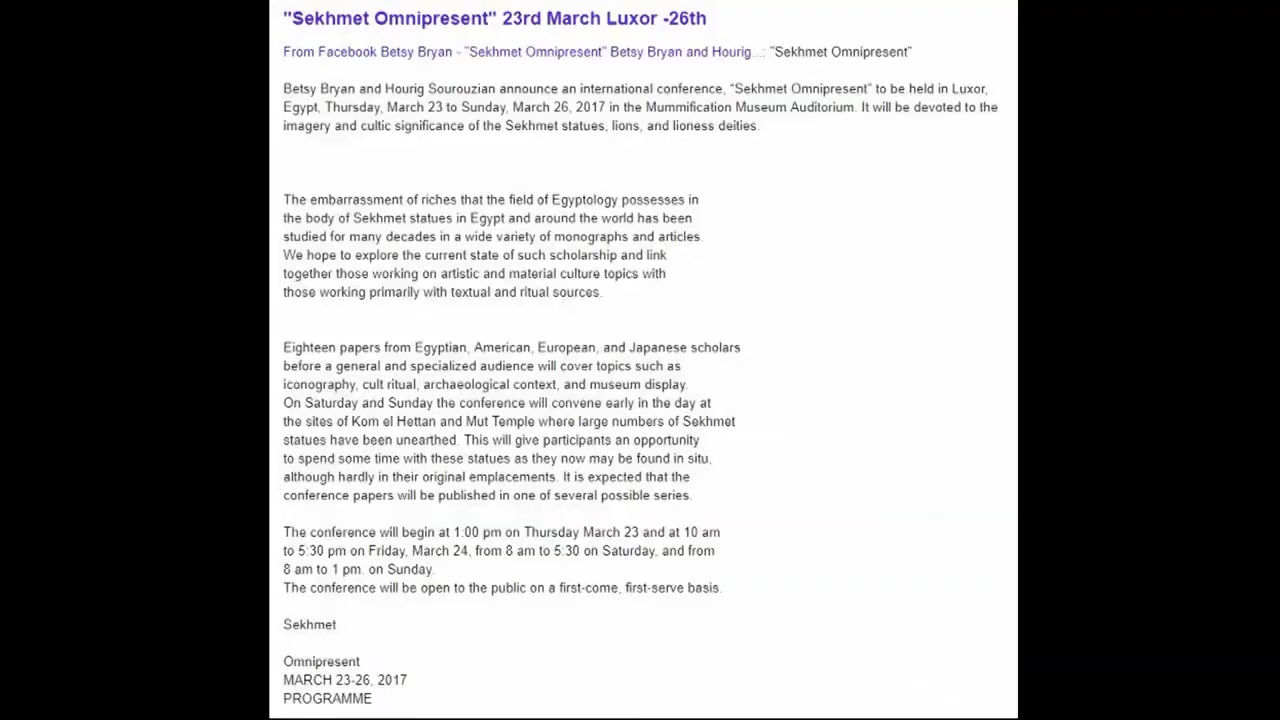 "Sekhmet Omnipresent" 23rd March Luxor -26th
From Facebook Betsy Bryan - "Sekhmet Omnipresent" Betsy Bryan and Hourig...: "Sekhmet Omnipresent"
Betsy Bryan and Hourig Sourouzian announce an international conference, "Sekhmet Omnipresent" to be held in Luxor,
Egypt, Thursday, March 23 to Sunday, March 26, 2017 in the Mummification Museum Auditorium. It will be devoted to the
imagery and cultic significance of the Sekhmet statues, lions, and lioness deities.
The embarrassment of riches that the field of Egyptology possesses in
the body of Sekhmet statues in Egypt and around the world has been
studied for many decades in a wide variety of monographs and articles.
We hope to explore the current state of such scholarship and link
together those working on artistic and material culture topics with
those working primarily with textual and ritual sources.
Eighteen papers from Egyptian, American, European, and Japanese scholars
before a general and specialized audience will cover topics such as
iconography, cult ritual, archaeological context, and museum display.
On Saturday and Sunday the conference will convene early in the day at
the sites of Kom el Hettan and Mut Temple where large numbers of Sekhmet
statues have been unearthed. This will give participants an opportunity
to spend some time with these statues as they now may be found in situ,
although hardly in their original emplacements. It is expected that the
conference papers will be published in one of several possible series.
The conference will begin at 1:00 pm on Thursday March 23 and at 10 am
to 5:30 pm on Friday, March 24, from 8 am to 5:30 on Saturday, and from
8 am to 1 pm. on Sunday.
The conference will be open to the public on a first-come, first-serve basis.
Sekhmet
Omnipresent
MARCH 23-26, 2017
PROGRAMME